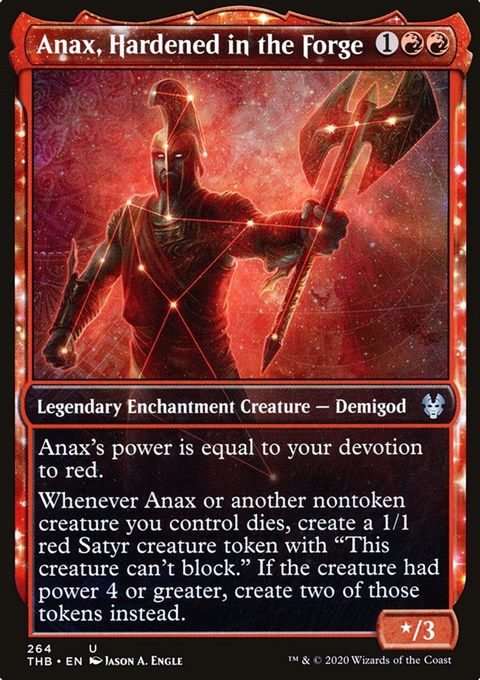 Anax, Hardened in the Forge 1
Legendary Enchantment Creature — Demigod
Anax's power is equal to your devotion
to red.
Whenever Anax or another nontoken
creature you control dies, create a 1/1
red Satyr creature token with “This
creature can't block.” If the creature had
power 4 or greater, create two of those
tokens instead.
*/3
264 U
THB • EN Jason A. Engle ™ & © 2020 Wizards of the Coast